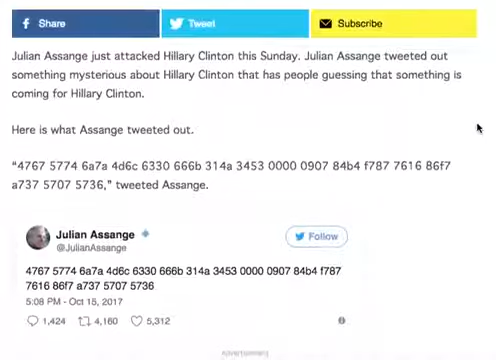 Share
Tweet
Subscribe
Julian Assange just attacked Hillary Clinton this Sunday. Julian Assange tweeted out
something mysterious about Hillary Clinton that has people guessing that something is
coming for Hillary Clinton.
Here is what Assange tweeted out.
“4767 5774 6a7a 4d6c 6330 666b 314a 3453 0000 0907 84b4 f787 7616 86f7
a737 5707 5736,” tweeted Assange.
Julian Assange
@JulianAssange
Follow
4767 5774 6a7a 4d6c 6330 666b 314a 3453 0000 0907 84b4 f787
7616 86f7 a737 5707 5736
5:08 PM - Oct 15, 2017
1,424 4,160 5,312
Advertisement